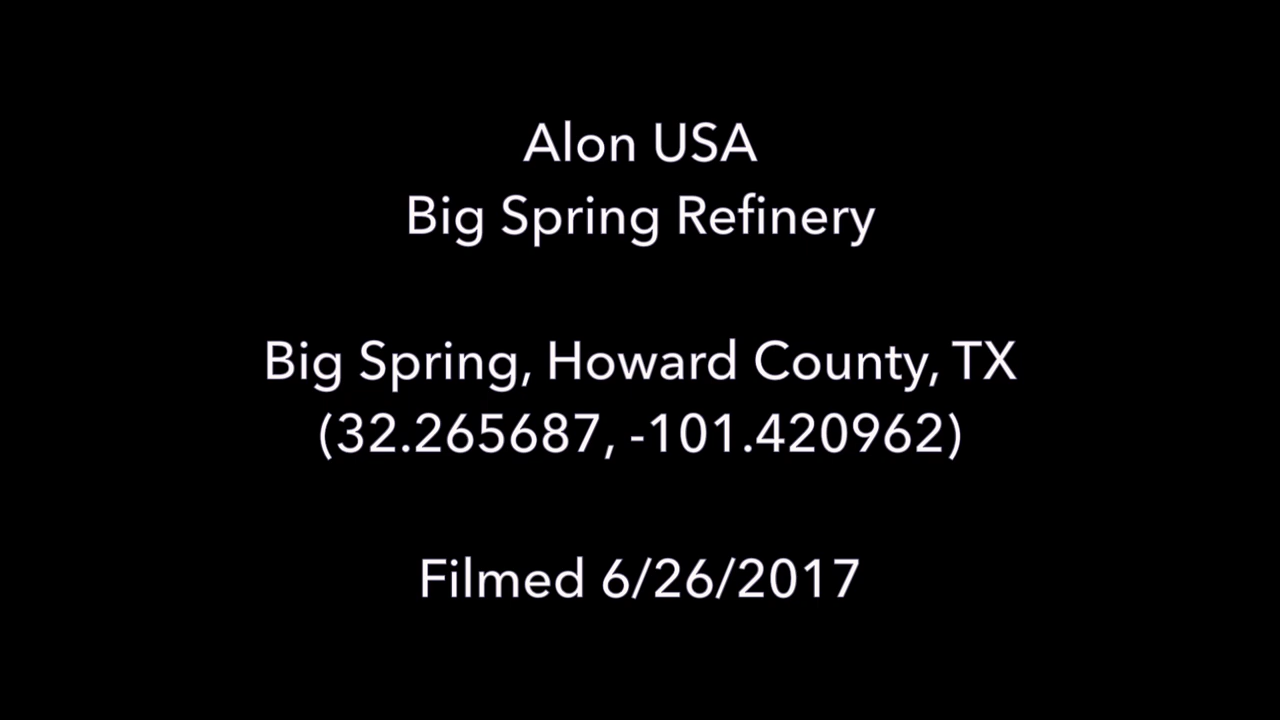 Alon USA
Big Spring Refinery
Big Spring, Howard County, TX
(32.265687, -101.420962)
Filmed 6/26/2017